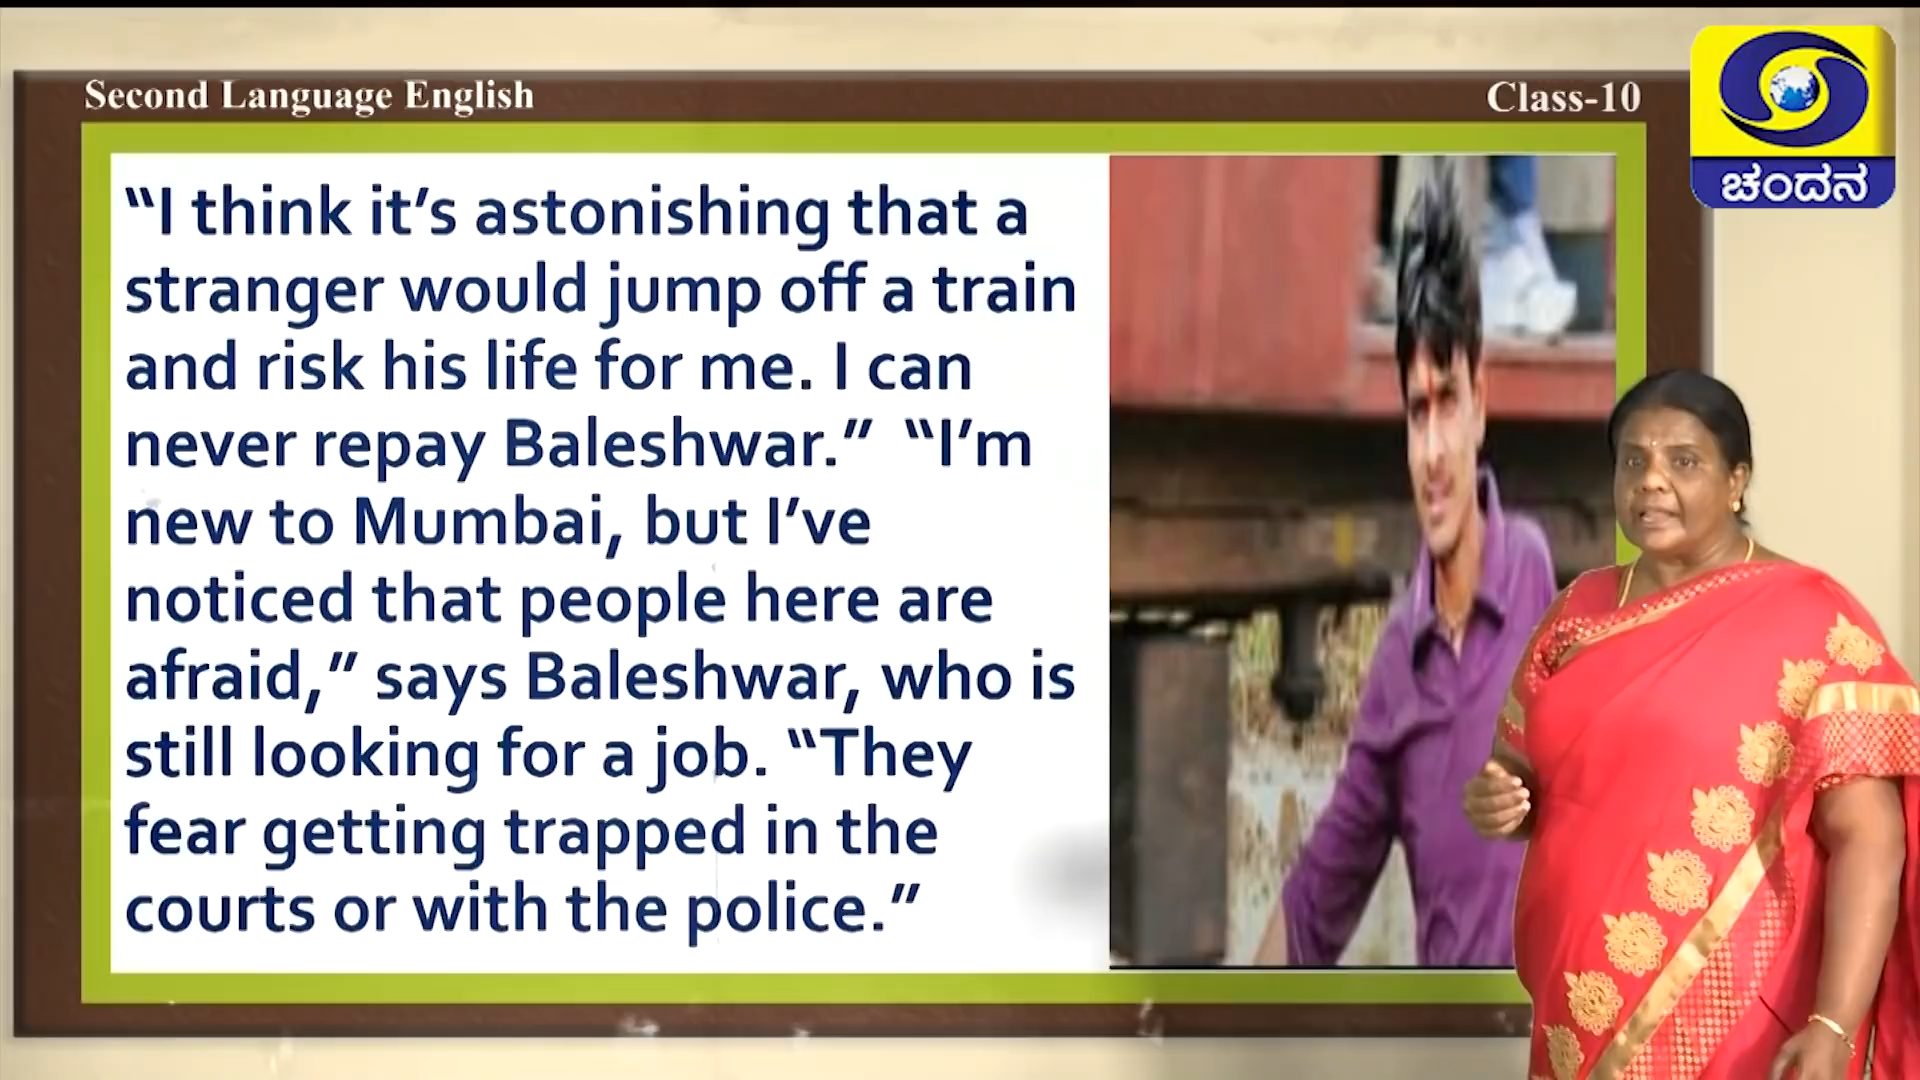 Second Language English
Class-10
ಚಂದನ
“I think it’s astonishing that a
stranger would jump off a train
and risk his life for me. I can
never repay Baleshwar.” “I’m
new to Mumbai, but I’ve
noticed that people here are
afraid,” says Baleshwar, who is
still looking for a job. “They
fear getting trapped in the
courts or with the police.”